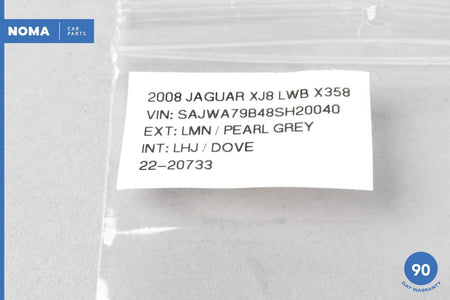 NOMA CAR PARTS
2008 JAGUAR XJ8 LWB X358
VIN: SAJWA79B48SH20040
EXT: LMN / PEARL GREY
INT: LHJ / DOVE
22-20733
90
DAY WARRANTY